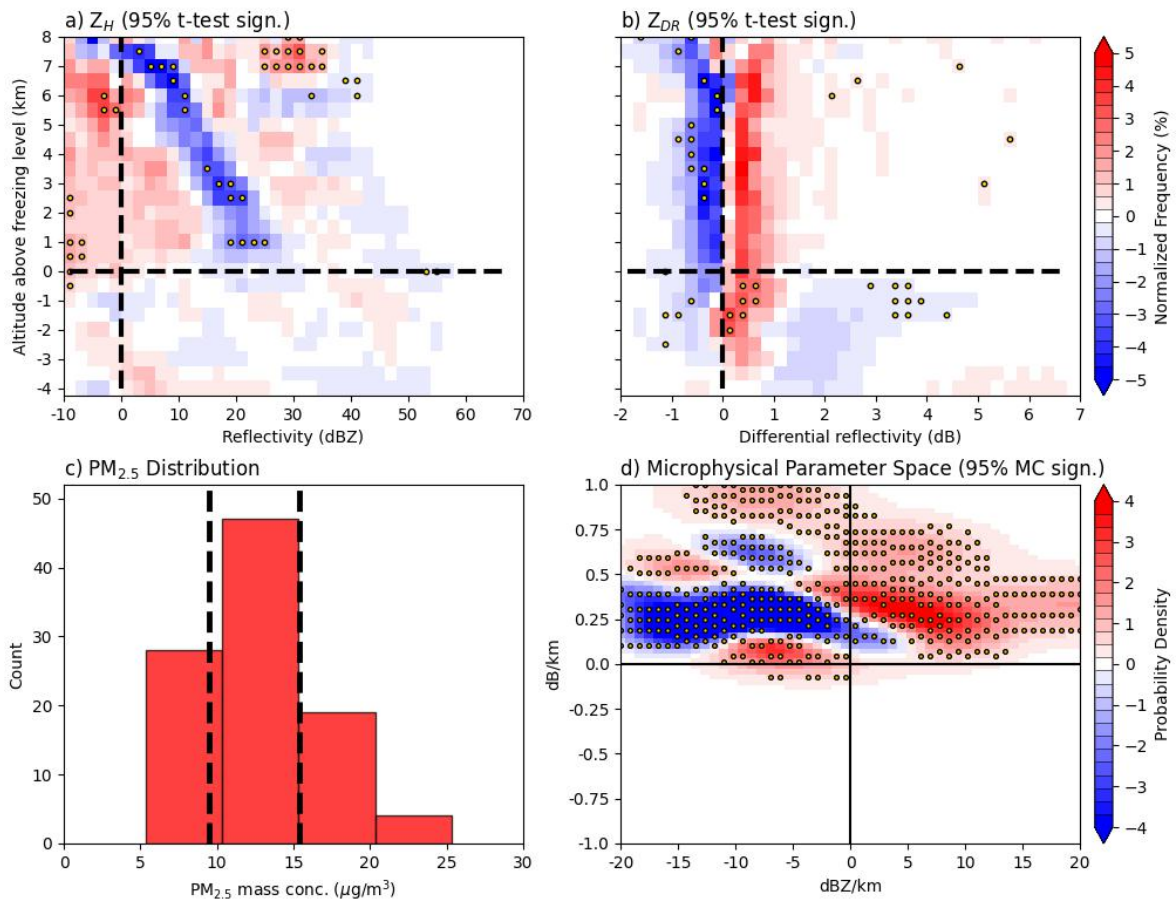 a) Z_H (95% t-test sign.)
b) Z_DR (95% t-test sign.)
8
7
6
5
4
3
2
1
0
-1
-2
-3
-4
Altitude above freezing level (km)
-10 0 10 20 30 40 50 60 70
Reflectivity (dBZ)
-2 -1 0 1 2 3 4 5 6 7
Differential reflectivity (dB)
5
4
3
2
1
0
−1
−2
−3
−4
−5
Normalized Frequency (%)
c) PM2.5 Distribution
d) Microphysical Parameter Space (95% MC sign.)
50
40
30
20
10
0
Count
0 5 10 15 20 25 30
PM2.5 mass conc. (μg/m³)
1.0
0.75
0.5
0.25
0.0
-0.25
-0.5
-0.75
-1.0
dB/km
-20 -15 -10 -5 0 5 10 15 20
dBZ/km
4
3
2
1
0
−1
−2
−3
−4
Probability Density